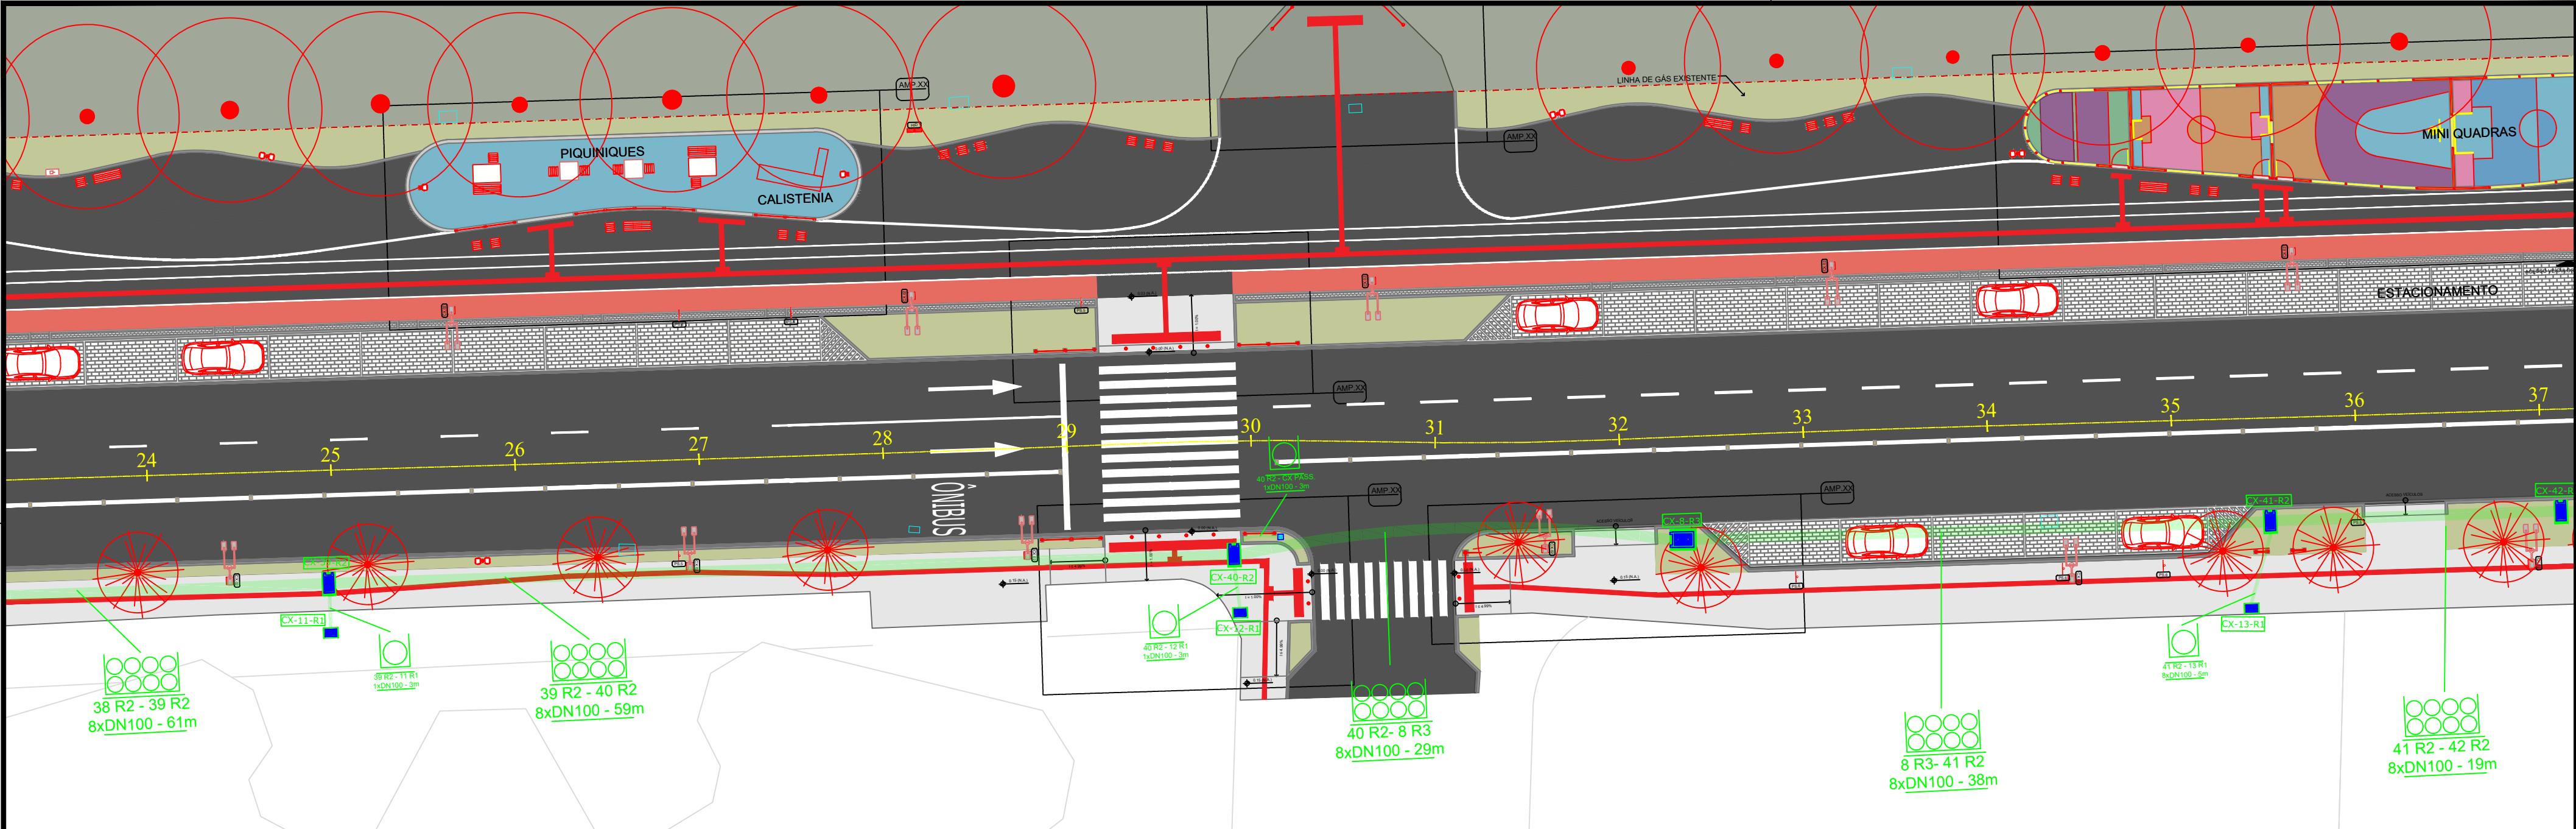 AMP.XX
LINHA DE GÁS EXISTENTE
AMP.XX
MINI QUADRAS
PIQUINIQUES
CALISTENIA
ESTACIONAMENTO
AMP.XX
24
25
26
27
28
29
30
31
32
33
34
35
36
37
ÔNIBUS
40 R2 - CX PASS.
1xDN100 - 3m
AMP.XX
AMP.XX
CX-8-R3
CX-41-R2
CX-42-R
CX-40-R2
CX-11-R1
CX-12-R1
CX-13-R1
39 R2 - 11 R1
1xDN100 - 3m
40 R2 - 12 R1
1xDN100 - 3m
41 R2 - 13 R1
8xDN100 - 5m
38 R2 - 39 R2
8xDN100 - 61m
39 R2 - 40 R2
8xDN100 - 59m
40 R2- 8 R3
8xDN100 - 29m
8 R3- 41 R2
8xDN100 - 38m
41 R2 - 42 R2
8xDN100 - 19m